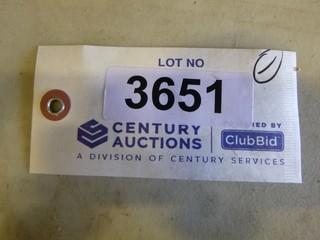 LOT NO
3651
CENTURY AUCTIONS
POWERED BY
ClubBid
A DIVISION OF CENTURY SERVICES